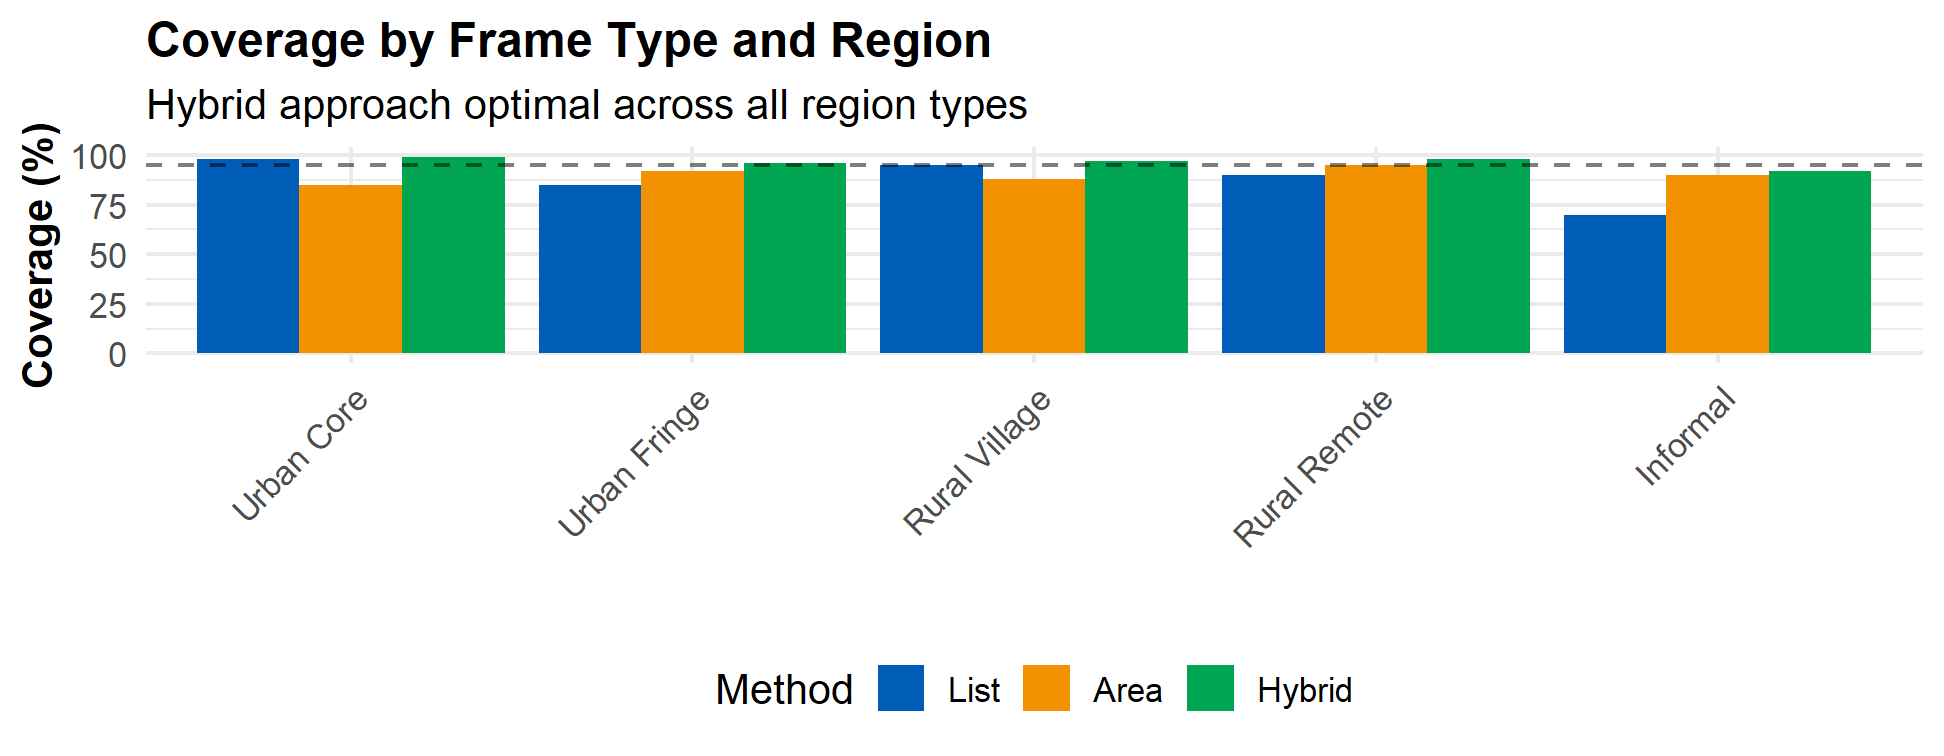 Coverage by Frame Type and Region
Hybrid approach optimal across all region types
Coverage (%)
100
75
50
25
0
Urban Core
Urban Fringe
Rural Village
Rural Remote
Informal
Method
List
Area
Hybrid